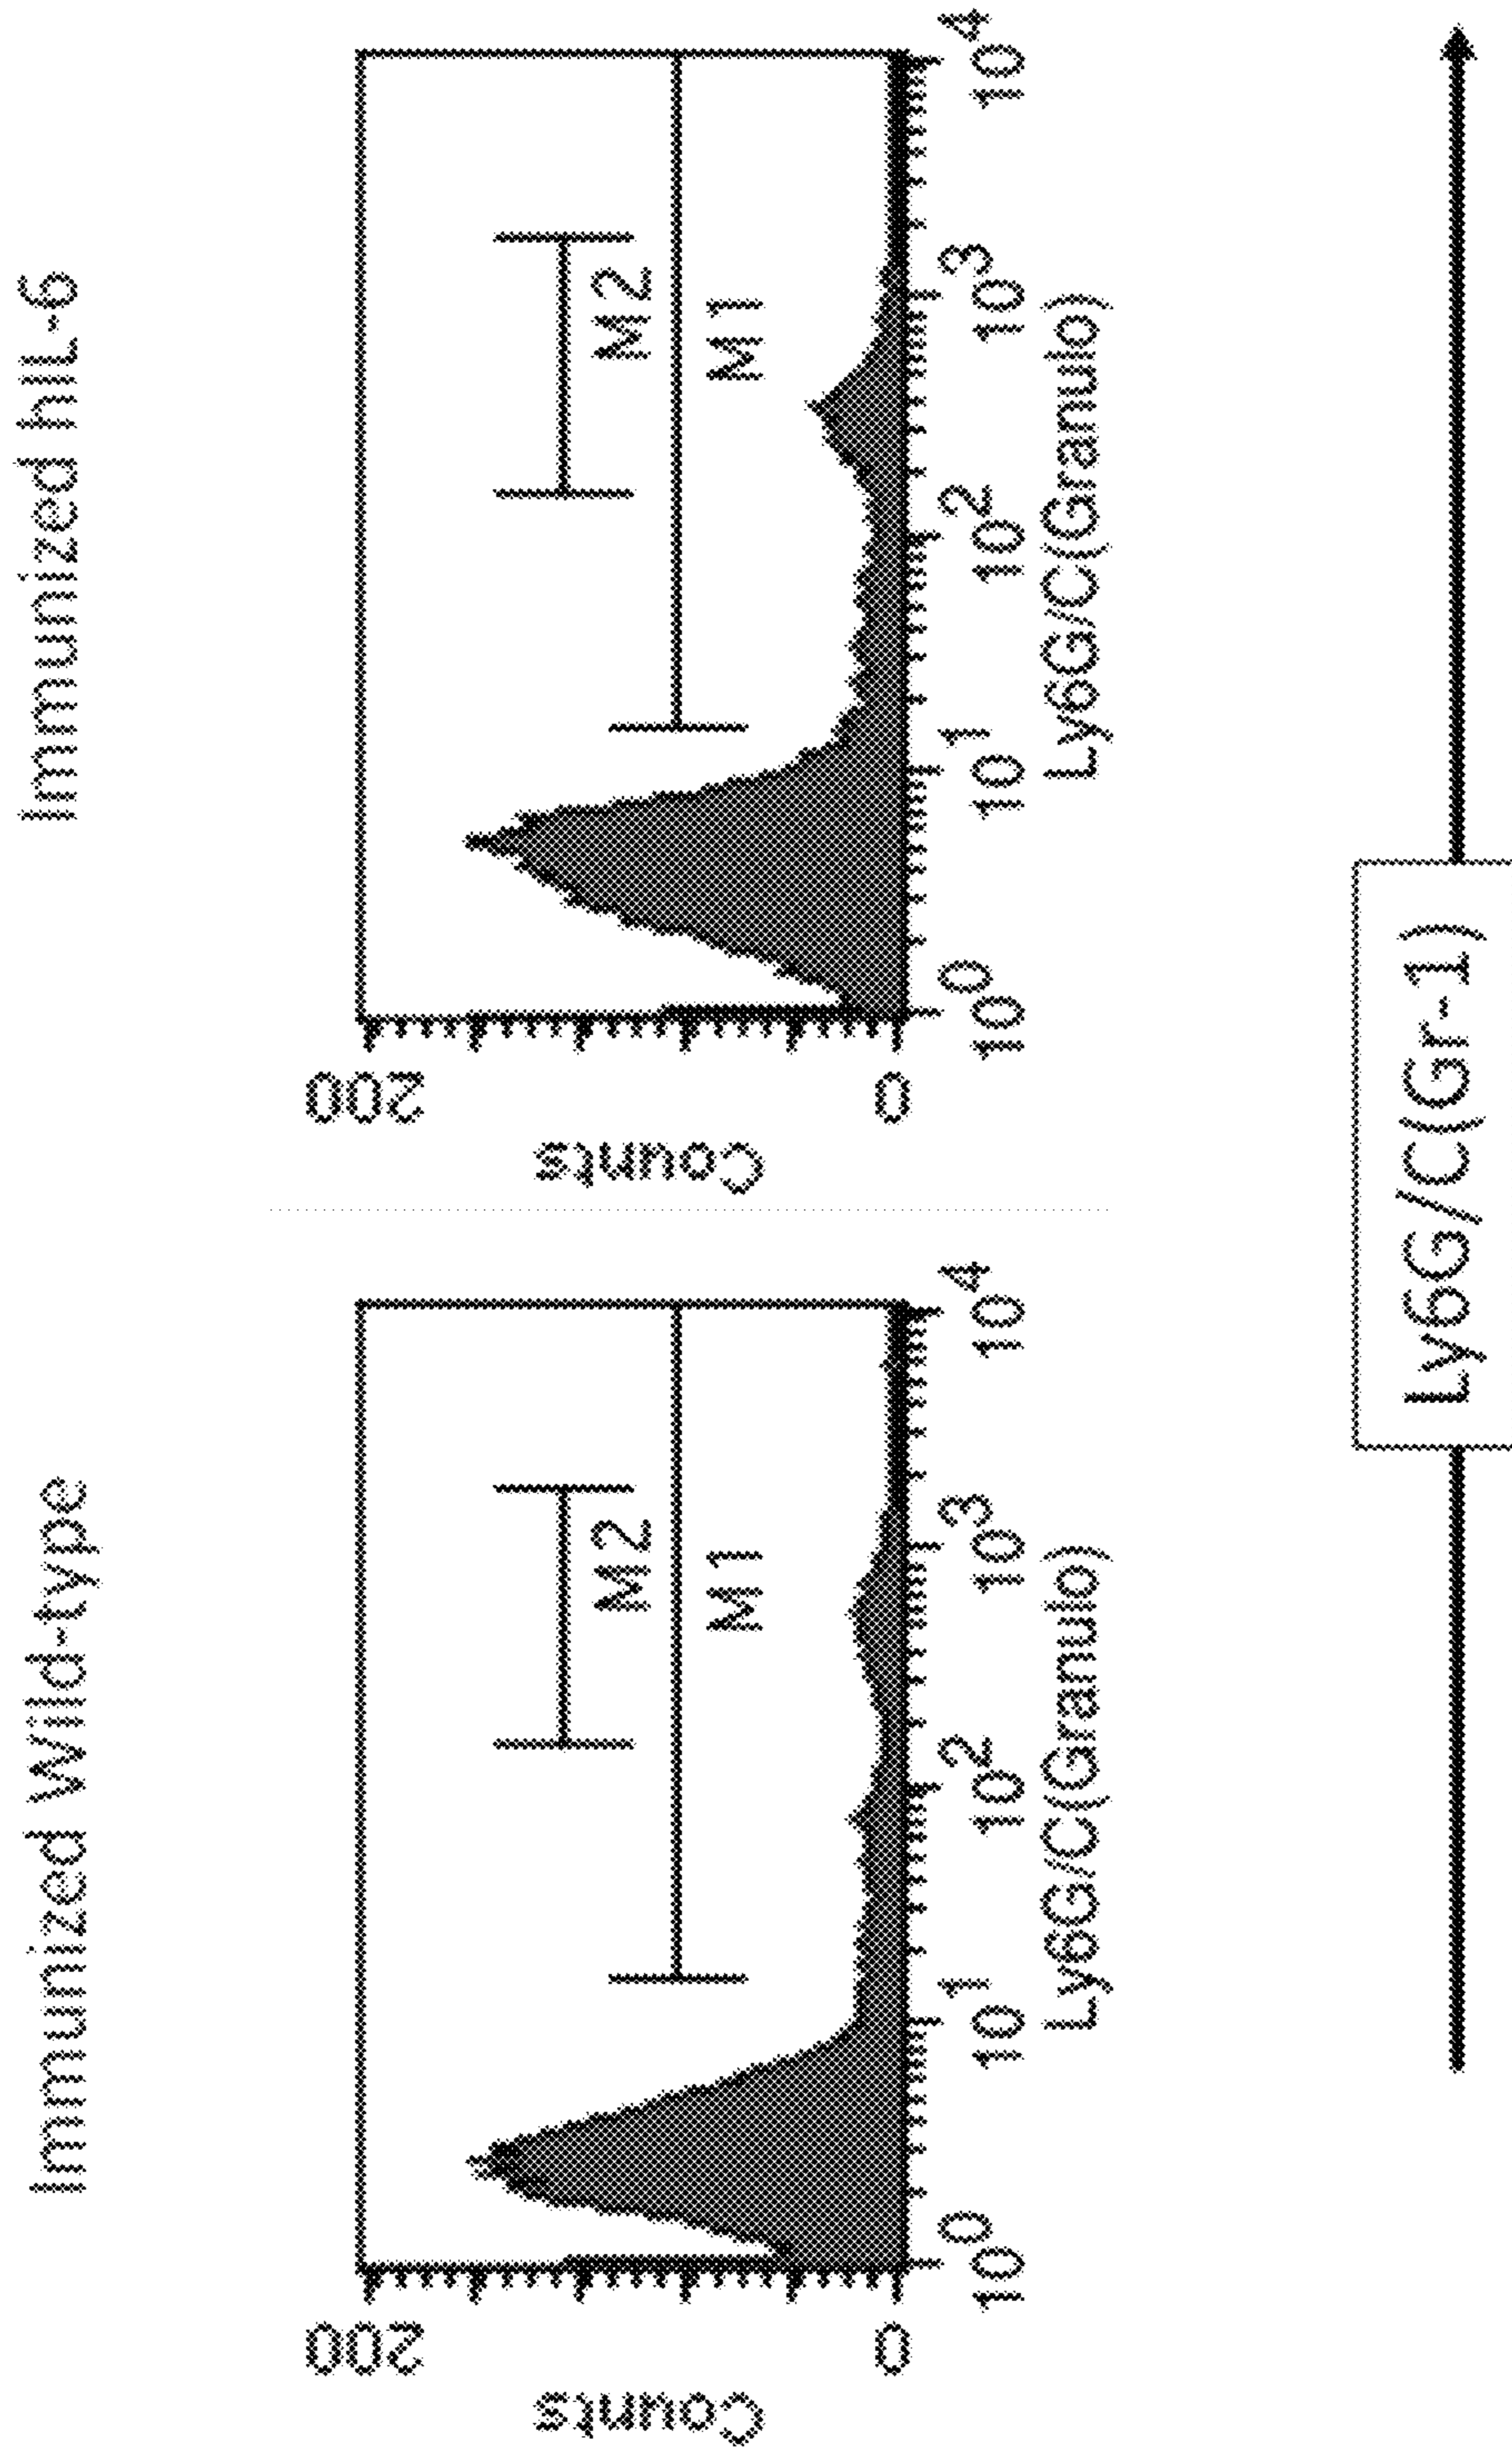 Immunized Wild-type
Counts
200
0
M2
M1
10^0 10^1 10^2 10^3 10^4
Ly6G/C(Granulo)
Immunized hIL-6
Counts
200
0
M2
M1
10^0 10^1 10^2 10^3 10^4
Ly6G/C(Granulo)
Ly6G/C(Gr-1)